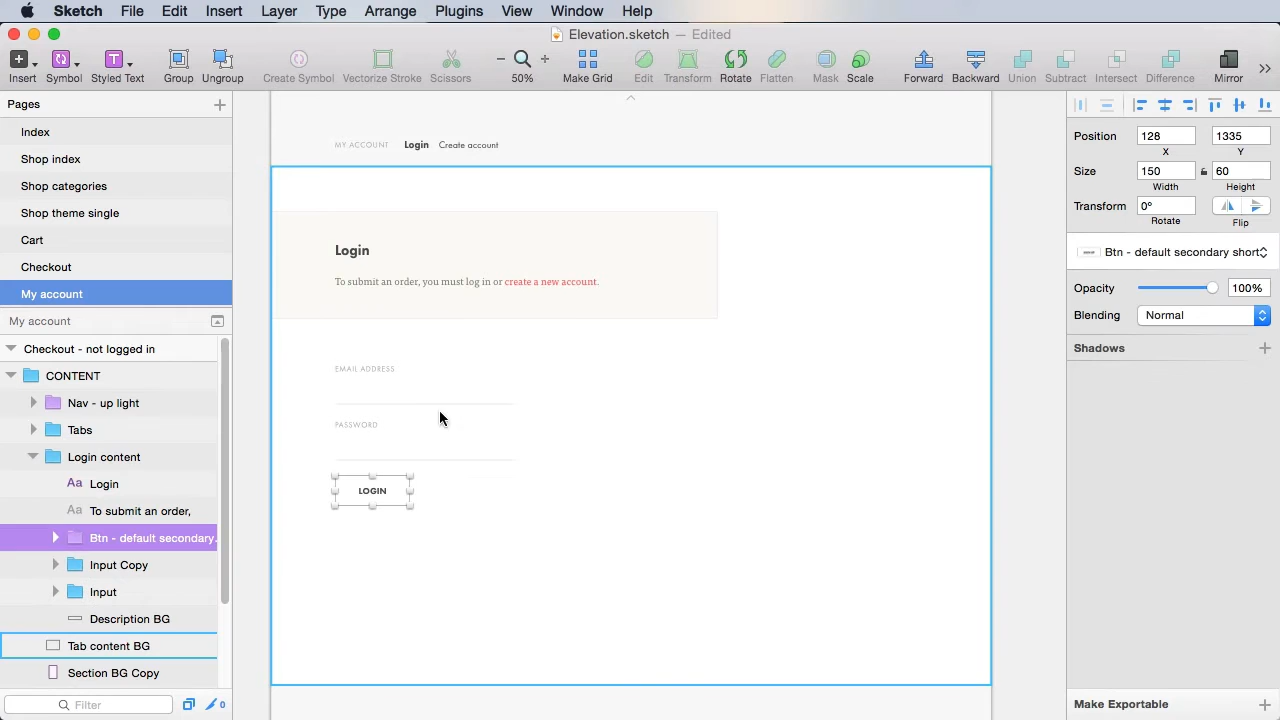 Sketch File Edit Insert Layer Type Arrange Plugins View Window Help
Elevation.sketch — Edited
Insert Symbol Styled Text Group Ungroup Create Symbol Vectorize Stroke Scissors 50% Make Grid Edit Transform Rotate Flatten Mask Scale Forward Backward Union Subtract Intersect Difference Mirror
Pages
Index
Shop index
Shop categories
Shop theme single
Cart
Checkout
My account
My account
Checkout - not logged in
CONTENT
Nav - up light
Tabs
Login content
Aa Login
Aa To submit an order,
Btn - default secondary.
Input Copy
Input
Description BG
Tab content BG
Section BG Copy
Filter
0
MY ACCOUNT Login Create account
Login
To submit an order, you must log in or create a new account.
EMAIL ADDRESS
PASSWORD
LOGIN
Position 128 1335
X Y
Size 150 60
Width Height
Transform 0°
Rotate Flip
Btn - default secondary short
Opacity 100%
Blending Normal
Shadows
Make Exportable